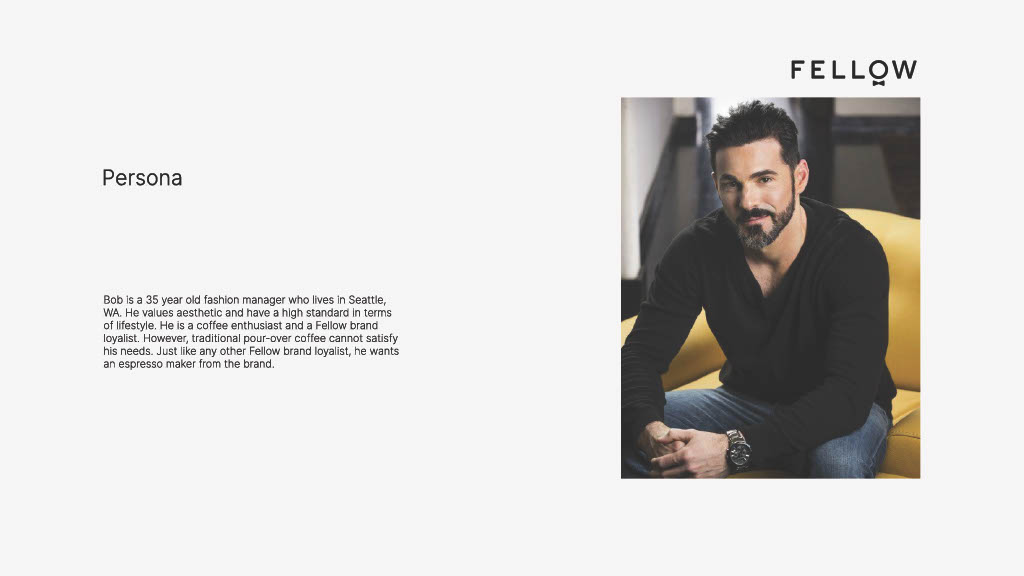 FELLOW
Persona
Bob is a 35 year old fashion manager who lives in Seattle,
WA. He values aesthetic and have a high standard in terms
of lifestyle. He is a coffee enthusiast and a Fellow brand
loyalist. However, traditional pour-over coffee cannot satisfy
his needs. Just like any other Fellow brand loyalist, he wants
an espresso maker from the brand.